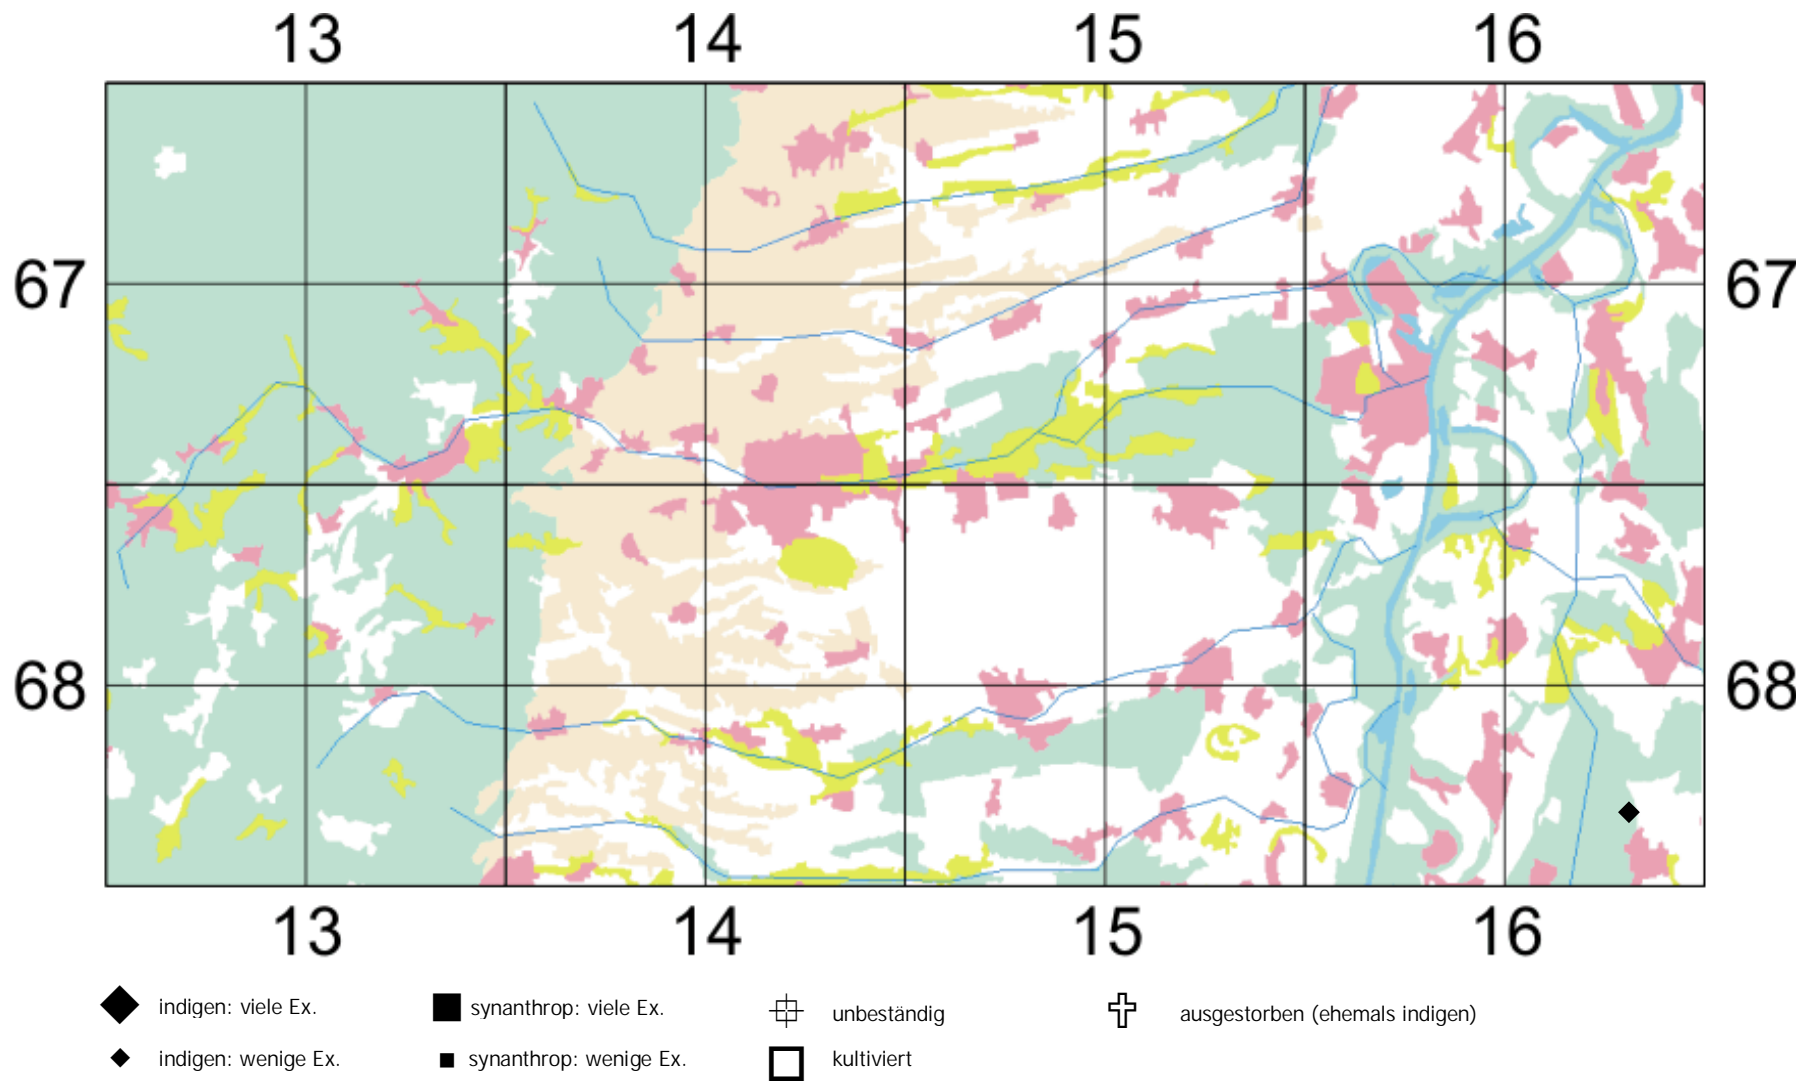 13 14 15 16
67 67
68 68
13 14 15 16
indigen: viele Ex. synanthrop: viele Ex. unbeständig ausgestorben (ehemals indigen)
indigen: wenige Ex. synanthrop: wenige Ex. kultiviert